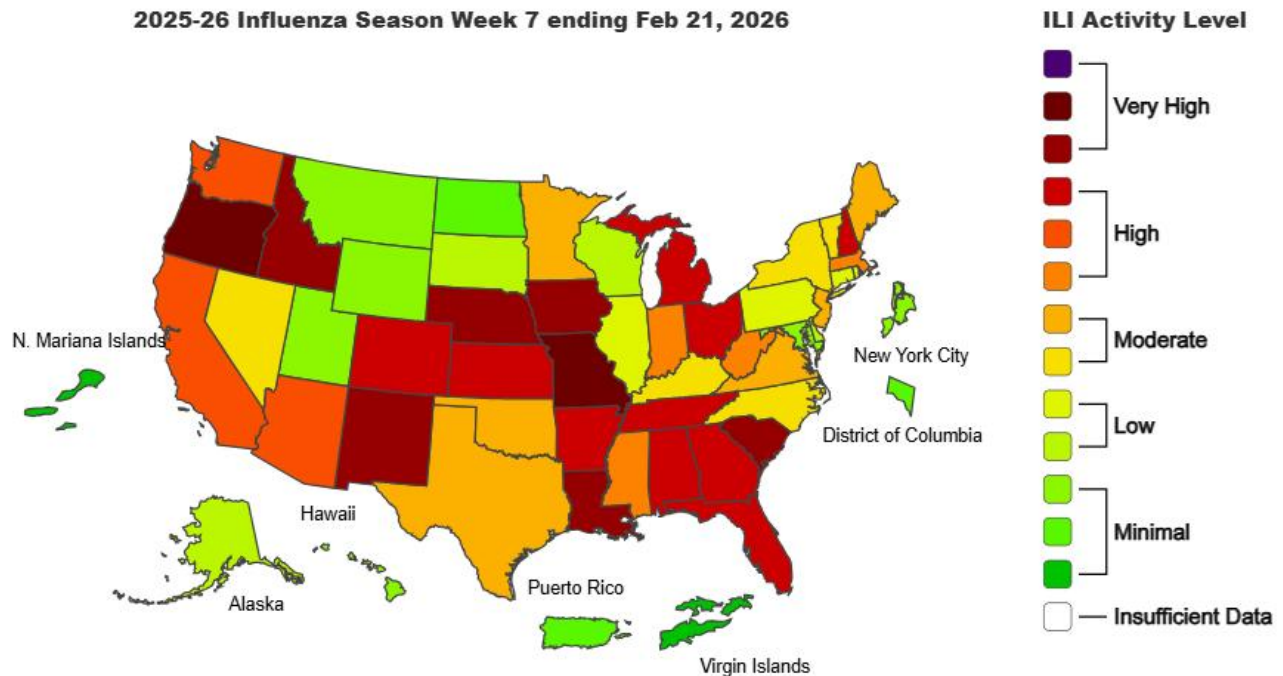 2025-26 Influenza Season Week 7 ending Feb 21, 2026
ILI Activity Level
Very High
High
Moderate
Low
Minimal
Insufficient Data
N. Mariana Islands
New York City
District of Columbia
Hawaii
Alaska
Puerto Rico
Virgin Islands